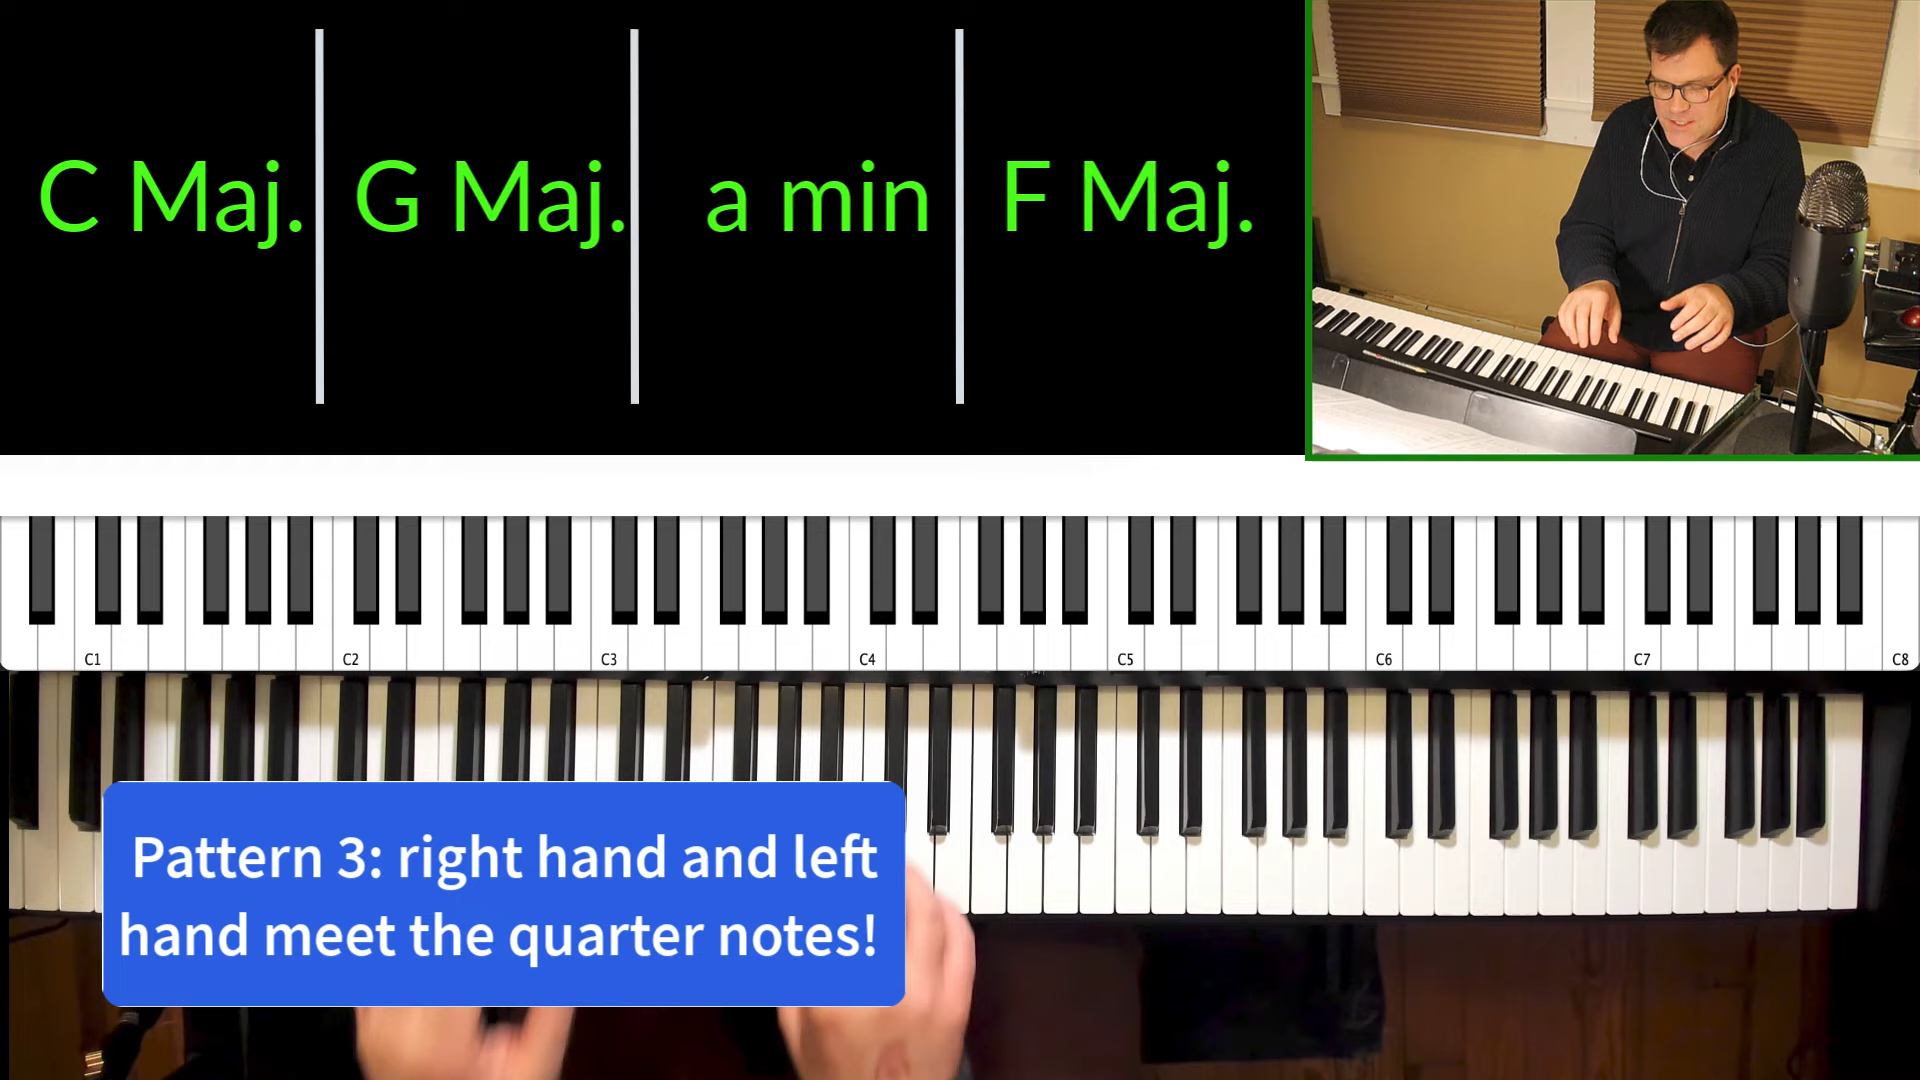 C Maj. G Maj. a min F Maj.
C1 C2 C3 C4 C5 C6 C7 C8
Pattern 3: right hand and left
hand meet the quarter notes!